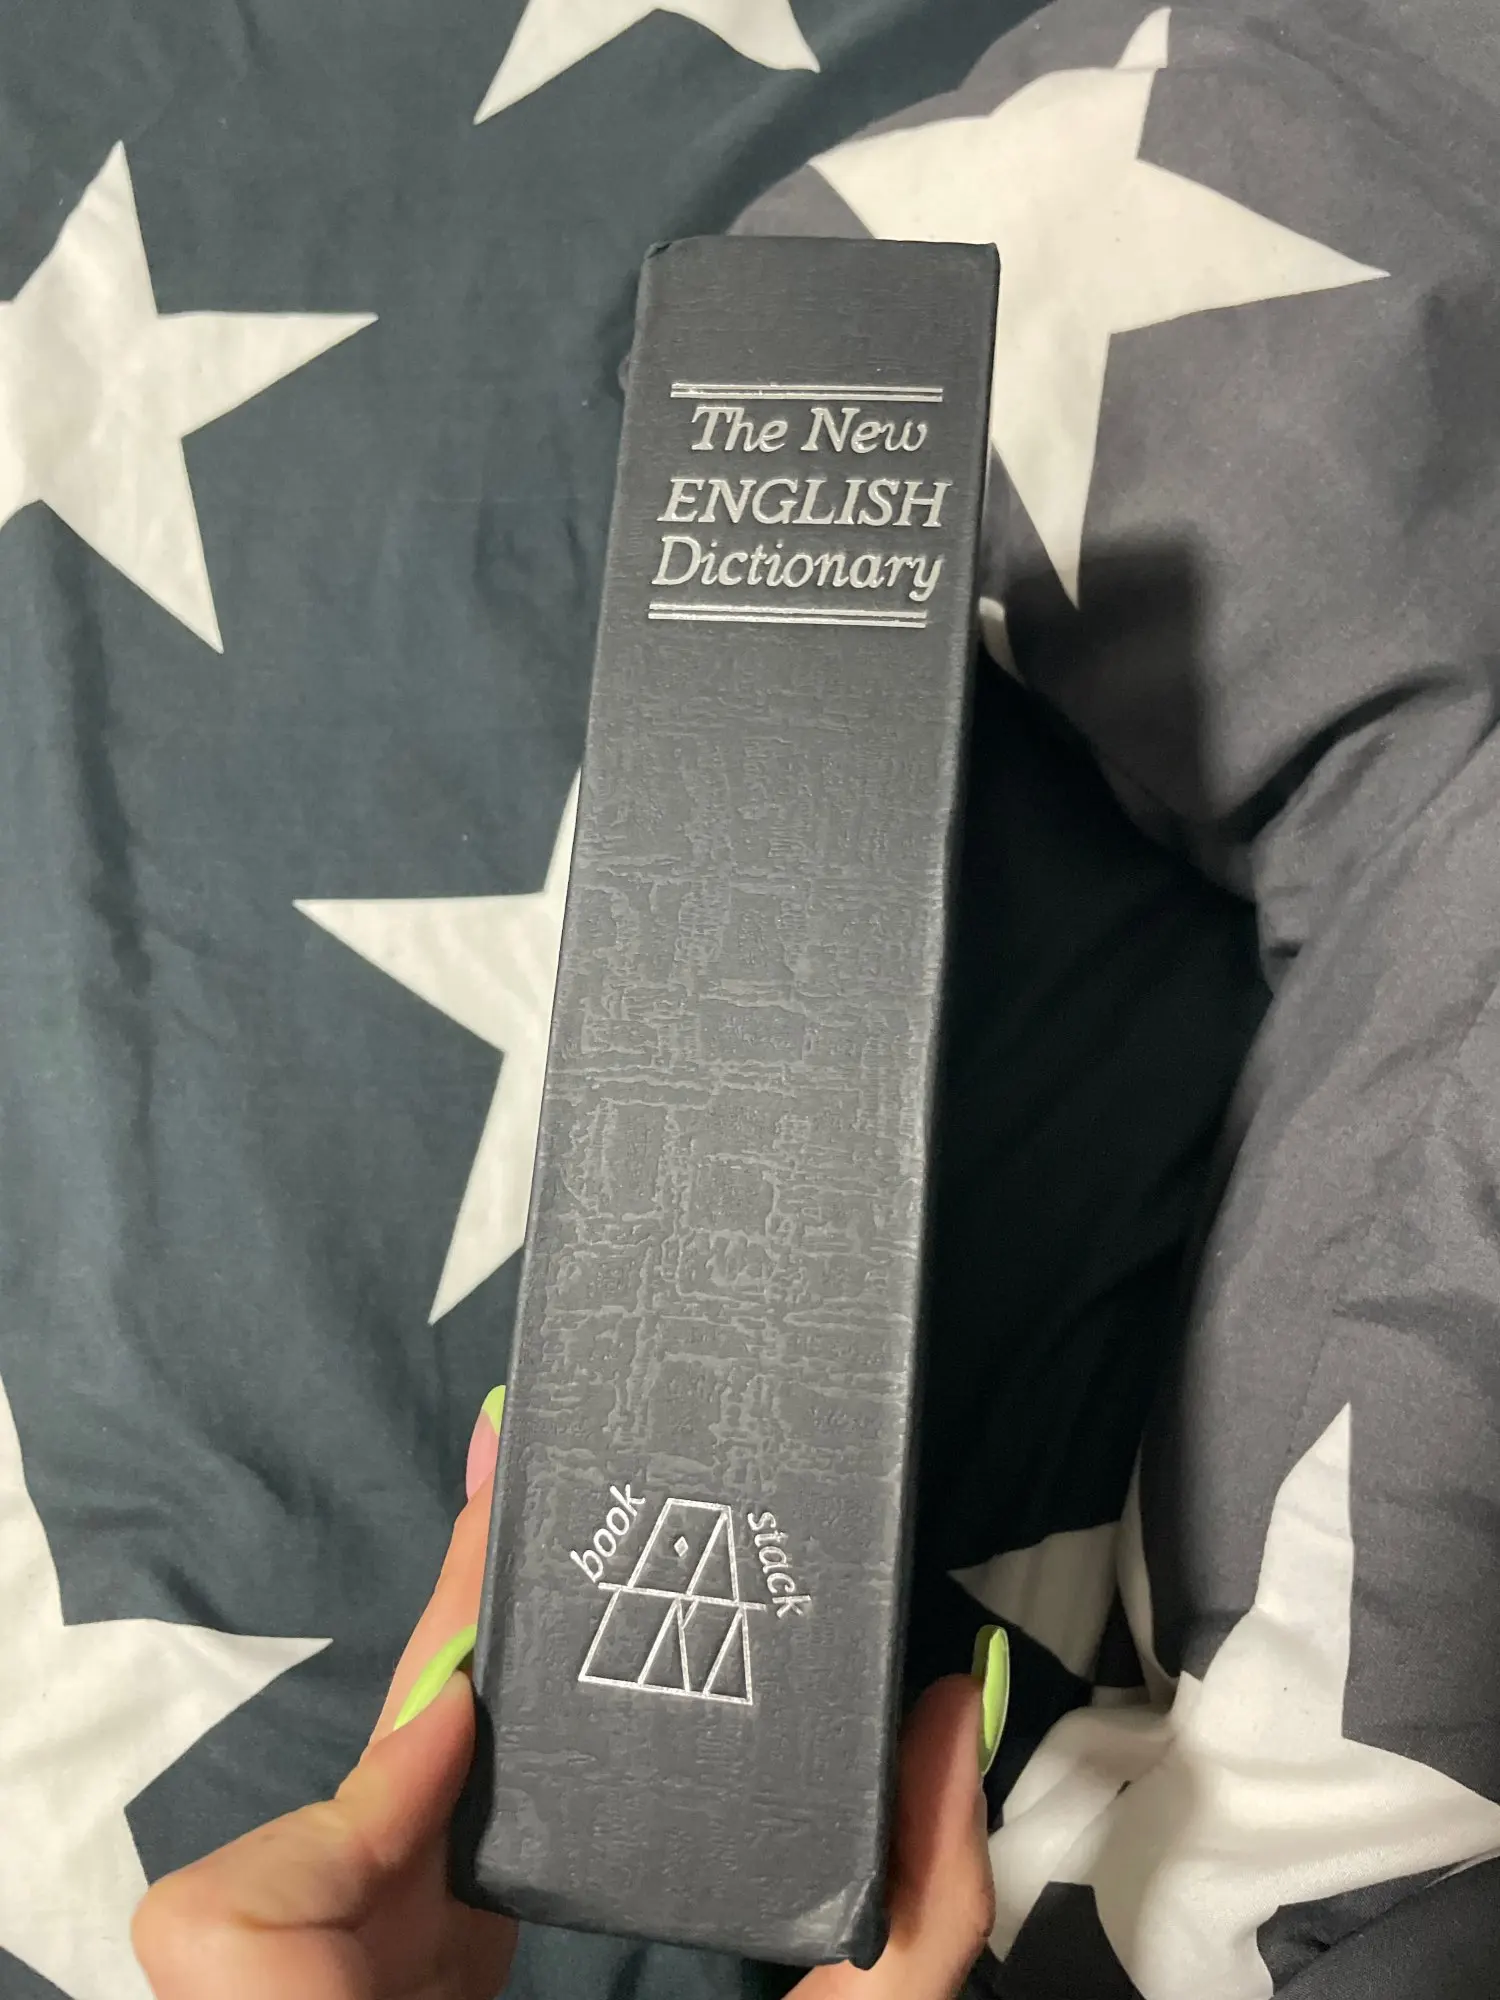 The New
ENGLISH
Dictionary
book
stack